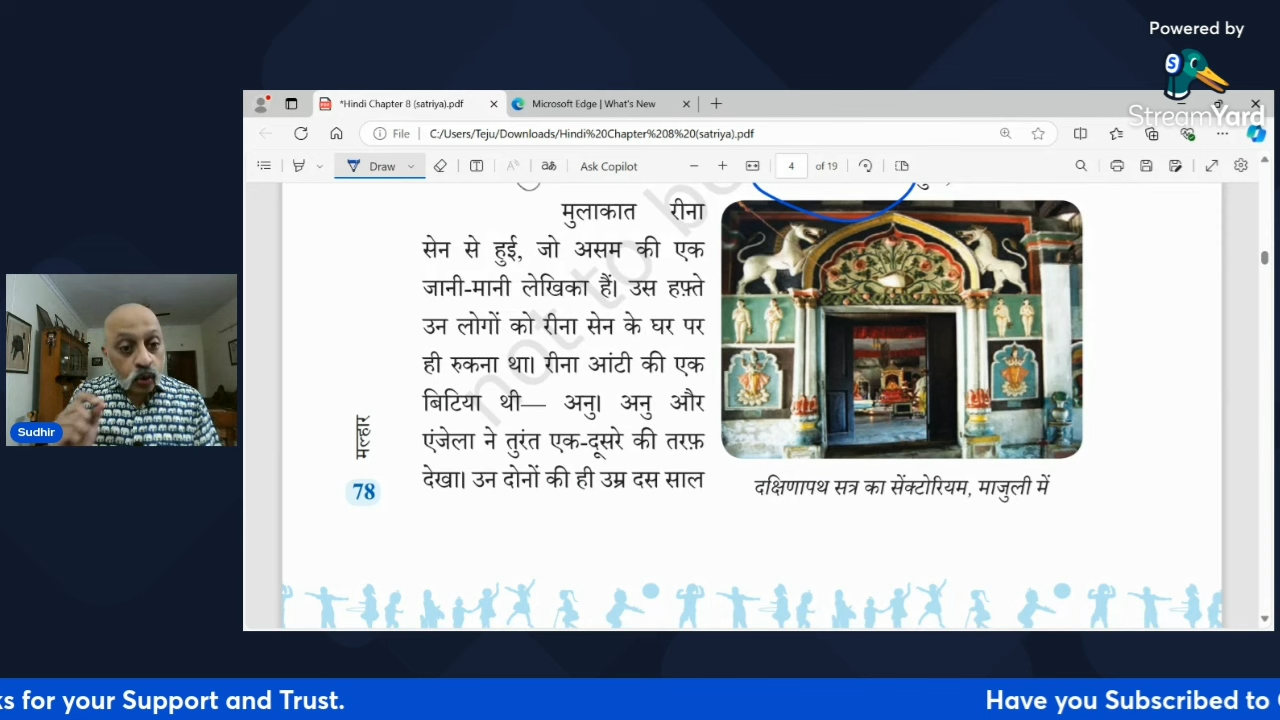 Powered by
StreamYard
*Hindi Chapter 8 (satriya).pdf
Microsoft Edge | What's New
File
C:/Users/Teju/Downloads/Hindi%20Chapter%208%20(satriya).pdf
Draw
Ask Copilot
4 of 19
not to be
मुलाकात रीना
सेन से हुई, जो असम की एक
जानी-मानी लेखिका हैं। उस हफ़्ते
उन लोगों को रीना सेन के घर पर
ही रुकना था। रीना आंटी की एक
बिटिया थी— अनु। अनु और
एंजेला ने तुरंत एक-दूसरे की तरफ़
देखा। उन दोनों की ही उम्र दस साल
दक्षिणापथ सत्र का सेंक्टोरियम, माजुली में
मल्हार
78
Sudhir
ks for your Support and Trust.
Have you Subscribed to